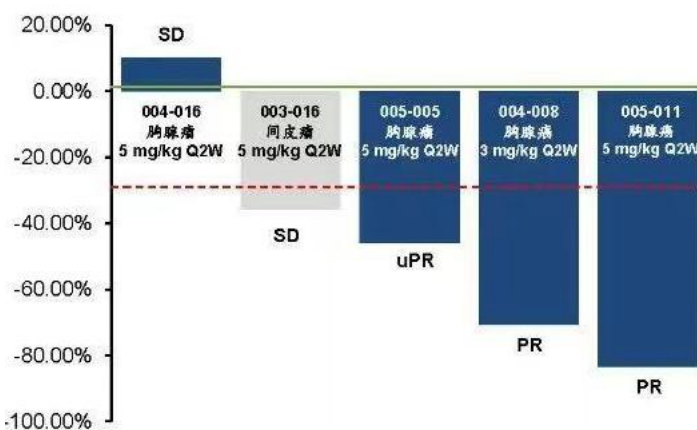 20.00%
0.00%
-20.00%
-40.00%
-60.00%
-80.00%
-100.00%
SD
004-016
胸腺瘤
5 mg/kg Q2W
003-016
间皮瘤
5 mg/kg Q2W
SD
005-005
胸腺瘤
5 mg/kg Q2W
uPR
004-008
胸腺癌
3 mg/kg Q2W
PR
005-011
胸腺瘤
5 mg/kg Q2W
PR